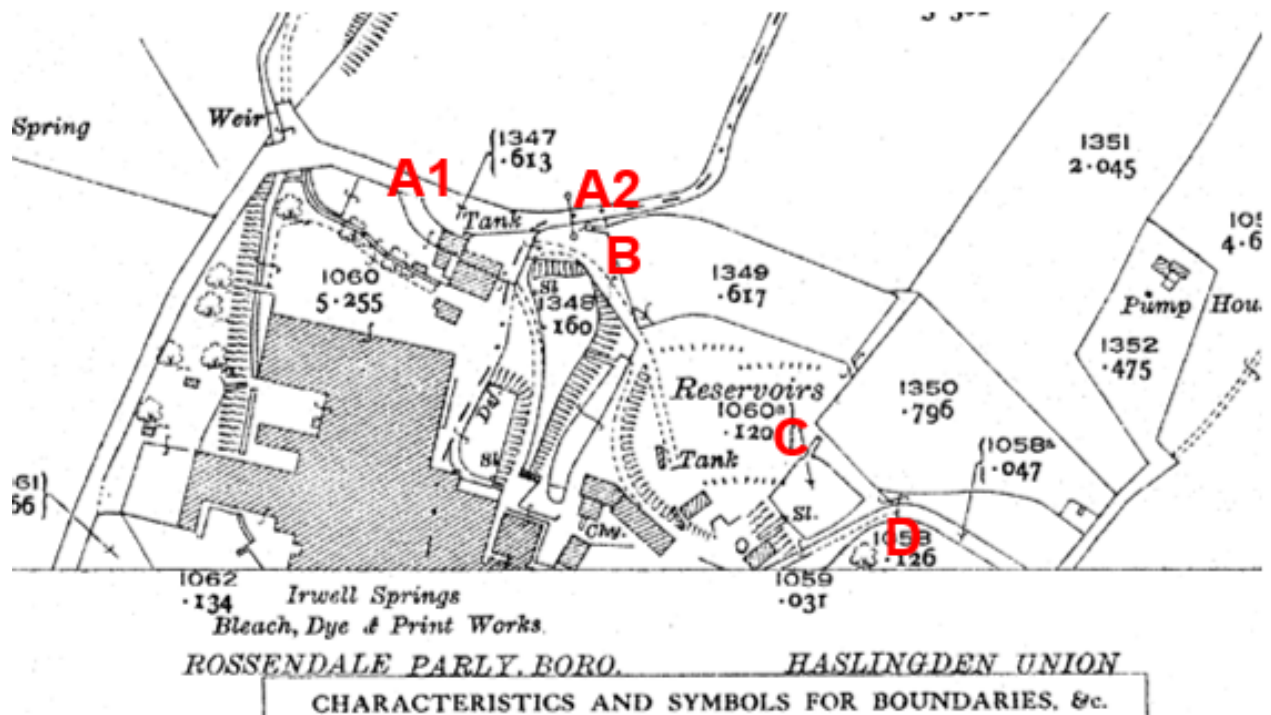 Weir
Spring
1347
.613
A1
A2
Tank
1351
2.045
B
1349
.617
1060
5.255
Sl
1348
.160
Pump
1352
.475
Reservoirs
1350
.796
1060a
.120
C
1058a
.047
Sl
Tank
Sl.
Chy.
D
1058
.126
1062
.134
Irwell Springs
Bleach, Dye & Print Works.
1059
.031
ROSSENDALE PARLY. BORO.
HASLINGDEN UNION
CHARACTERISTICS AND SYMBOLS FOR BOUNDARIES, &c.